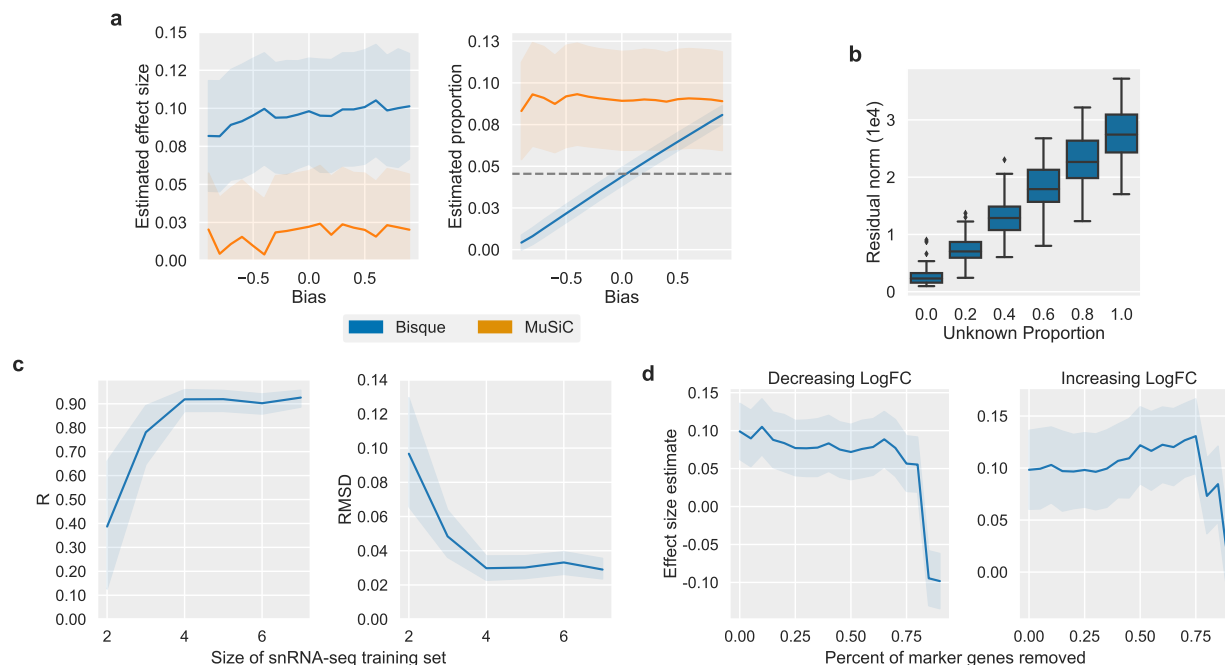 a
Estimated effect size
0.15
0.13
0.10
0.08
0.05
0.03
0.00
−0.5
0.0
0.5
Bias
Estimated proportion
0.13
0.10
0.08
0.05
0.03
0.00
−0.5
0.0
0.5
Bias
Bisque
MuSiC
b
Residual norm (1e4)
3
2
1
0
0.0 0.2 0.4 0.6 0.8 1.0
Unknown Proportion
c
R
0.90
0.80
0.70
0.60
0.50
0.40
0.30
0.20
0.10
0.00
2 4 6
RMSD
0.14
0.12
0.10
0.08
0.06
0.04
0.02
0.00
2 4 6
Size of snRNA-seq training set
d
Decreasing LogFC
Effect size estimate
0.15
0.10
0.05
0.00
-0.05
-0.10
0.00 0.25 0.50 0.75
Increasing LogFC
0.15
0.10
0.05
0.00
0.00 0.25 0.50 0.75
Percent of marker genes removed